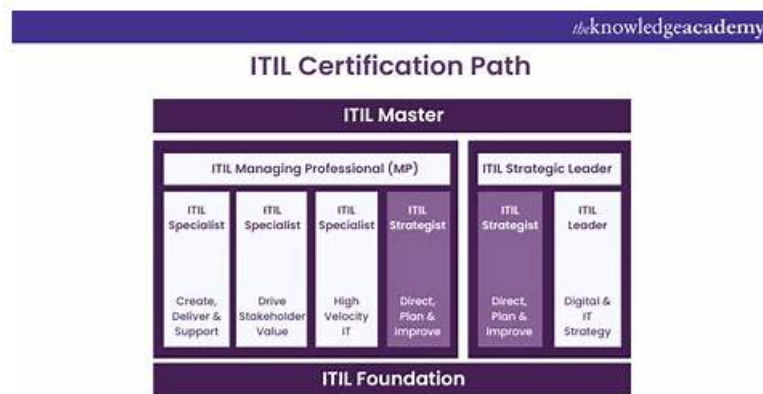 theknowledgeacademy
ITIL Certification Path
ITIL Master
ITIL Managing Professional (MP)
ITIL
Specialist
Create,
Deliver &
Support
ITIL
Specialist
Drive
Stakeholder
Value
ITIL
Specialist
High
Velocity
IT
ITIL
Strategist
Direct,
Plan &
Improve
ITIL Strategic Leader
ITIL
Strategist
Direct,
Plan &
Improve
ITIL
Leader
Digital &
IT
Strategy
ITIL Foundation